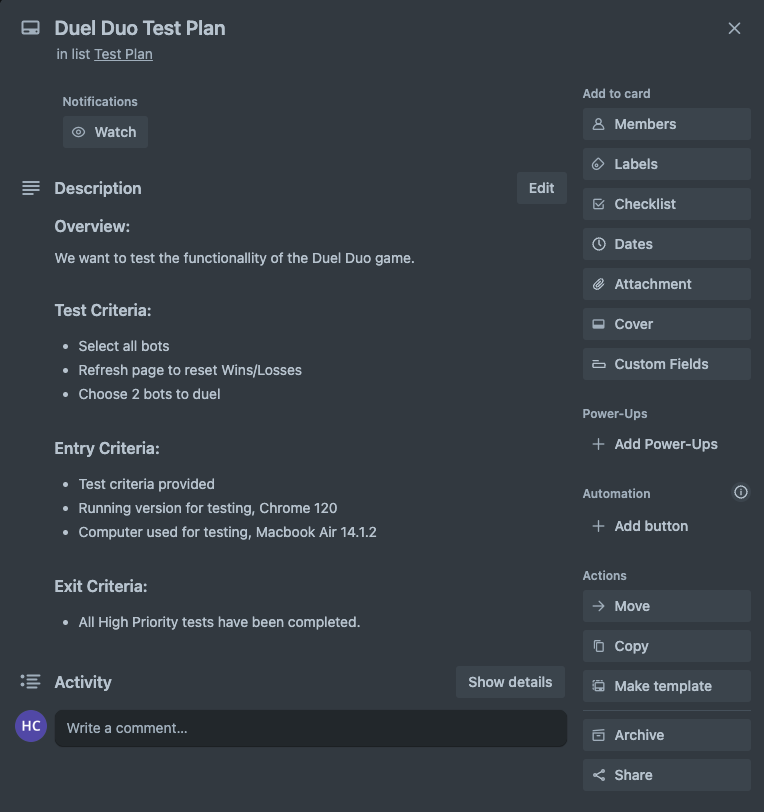 Duel Duo Test Plan
in list Test Plan
Notifications
Watch
Description
Edit
Overview:
We want to test the functionallity of the Duel Duo game.
Test Criteria:
• Select all bots
• Refresh page to reset Wins/Losses
• Choose 2 bots to duel
Entry Criteria:
• Test criteria provided
• Running version for testing, Chrome 120
• Computer used for testing, Macbook Air 14.1.2
Exit Criteria:
• All High Priority tests have been completed.
Activity
Show details
HC
Write a comment...
Add to card
Members
Labels
Checklist
Dates
Attachment
Cover
Custom Fields
Power-Ups
Add Power-Ups
Automation
Add button
Actions
Move
Copy
Make template
Archive
Share